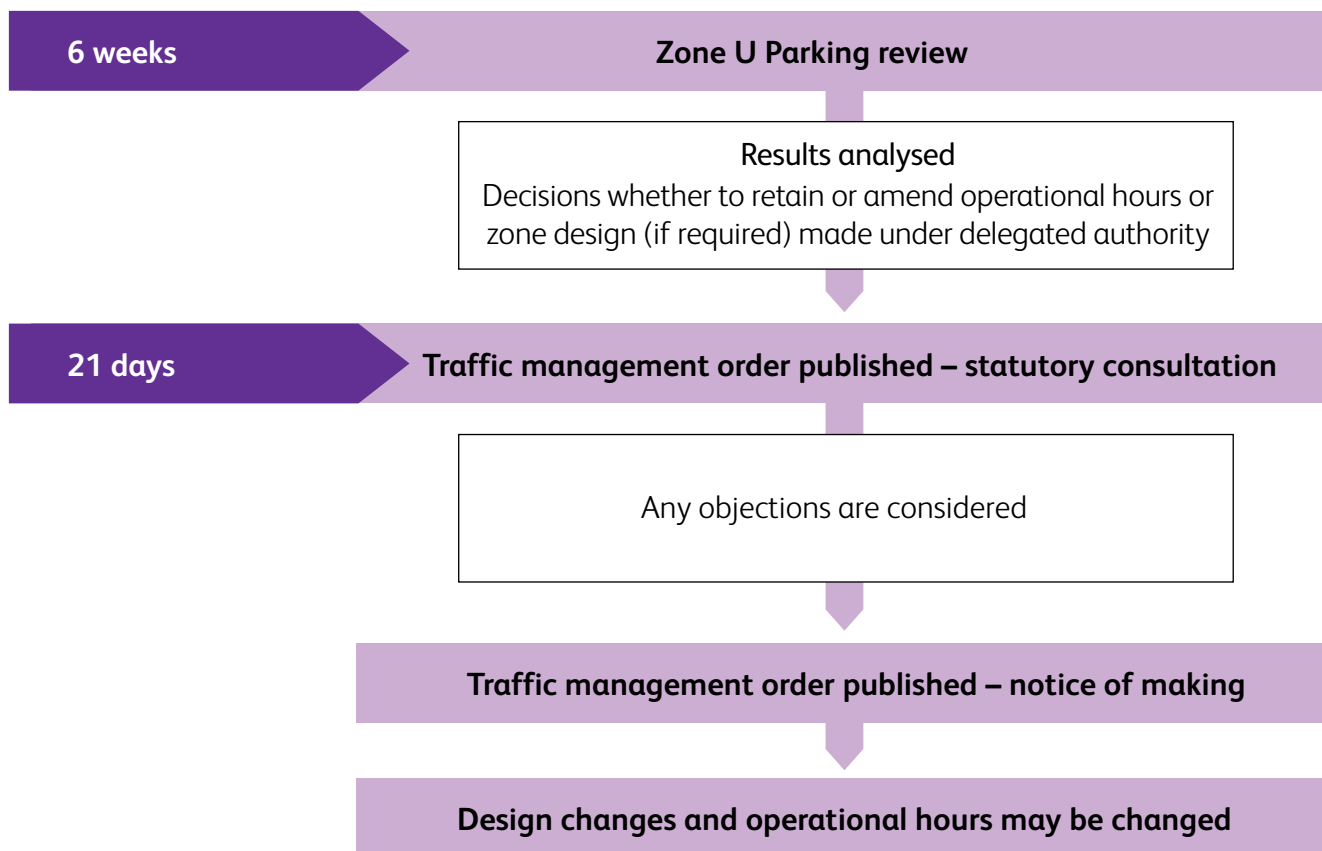 6 weeks
Zone U Parking review
Results analysed
Decisions whether to retain or amend operational hours or
zone design (if required) made under delegated authority
21 days
Traffic management order published – statutory consultation
Any objections are considered
Traffic management order published – notice of making
Design changes and operational hours may be changed